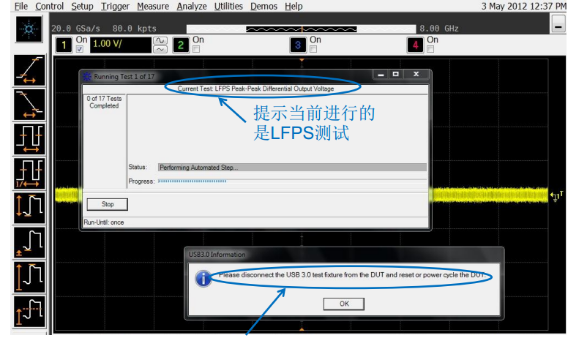 File Control Setup Trigger Measure Analyze Utilities Demos Help 3 May 2012 12:37 PM
20.0 GSa/s 80.0 kpts 8.00 GHz
1 On 1.00 V/ 2 On 3 On 4 On
Running Test 1 of 17
Current Test: LFPS Peak-Peak Differential Output Voltage
0 of 17 Tests
Completed
提示当前进行的
是LFPS测试
Status: Performing Automated Step...
Progress:
Stop
Run-Until: once
USB3.0 Information
Please disconnect the USB 3.0 test fixture from the DUT and reset or power cycle the DUT.
OK